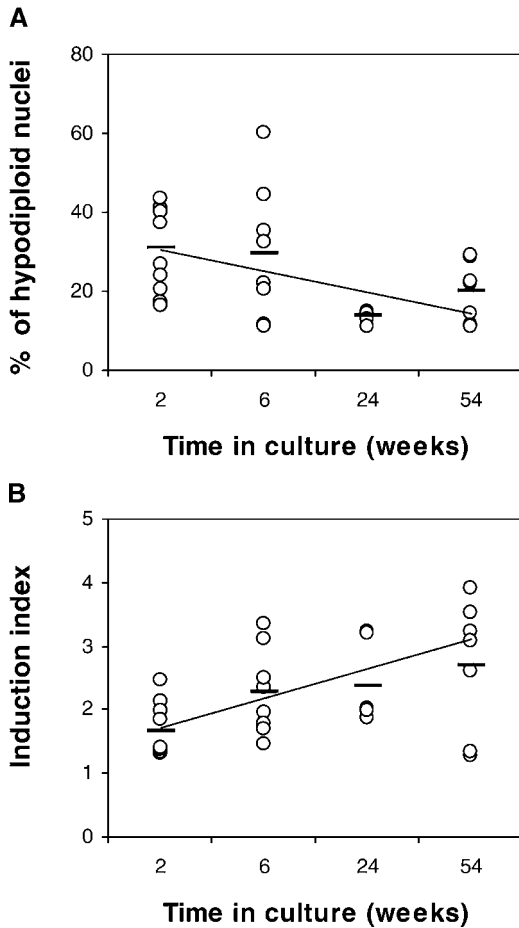 A
% of hypodiploid nuclei
80
60
40
20
0
2 6 24 54
Time in culture (weeks)
B
Induction index
5
4
3
2
1
0
2 6 24 54
Time in culture (weeks)